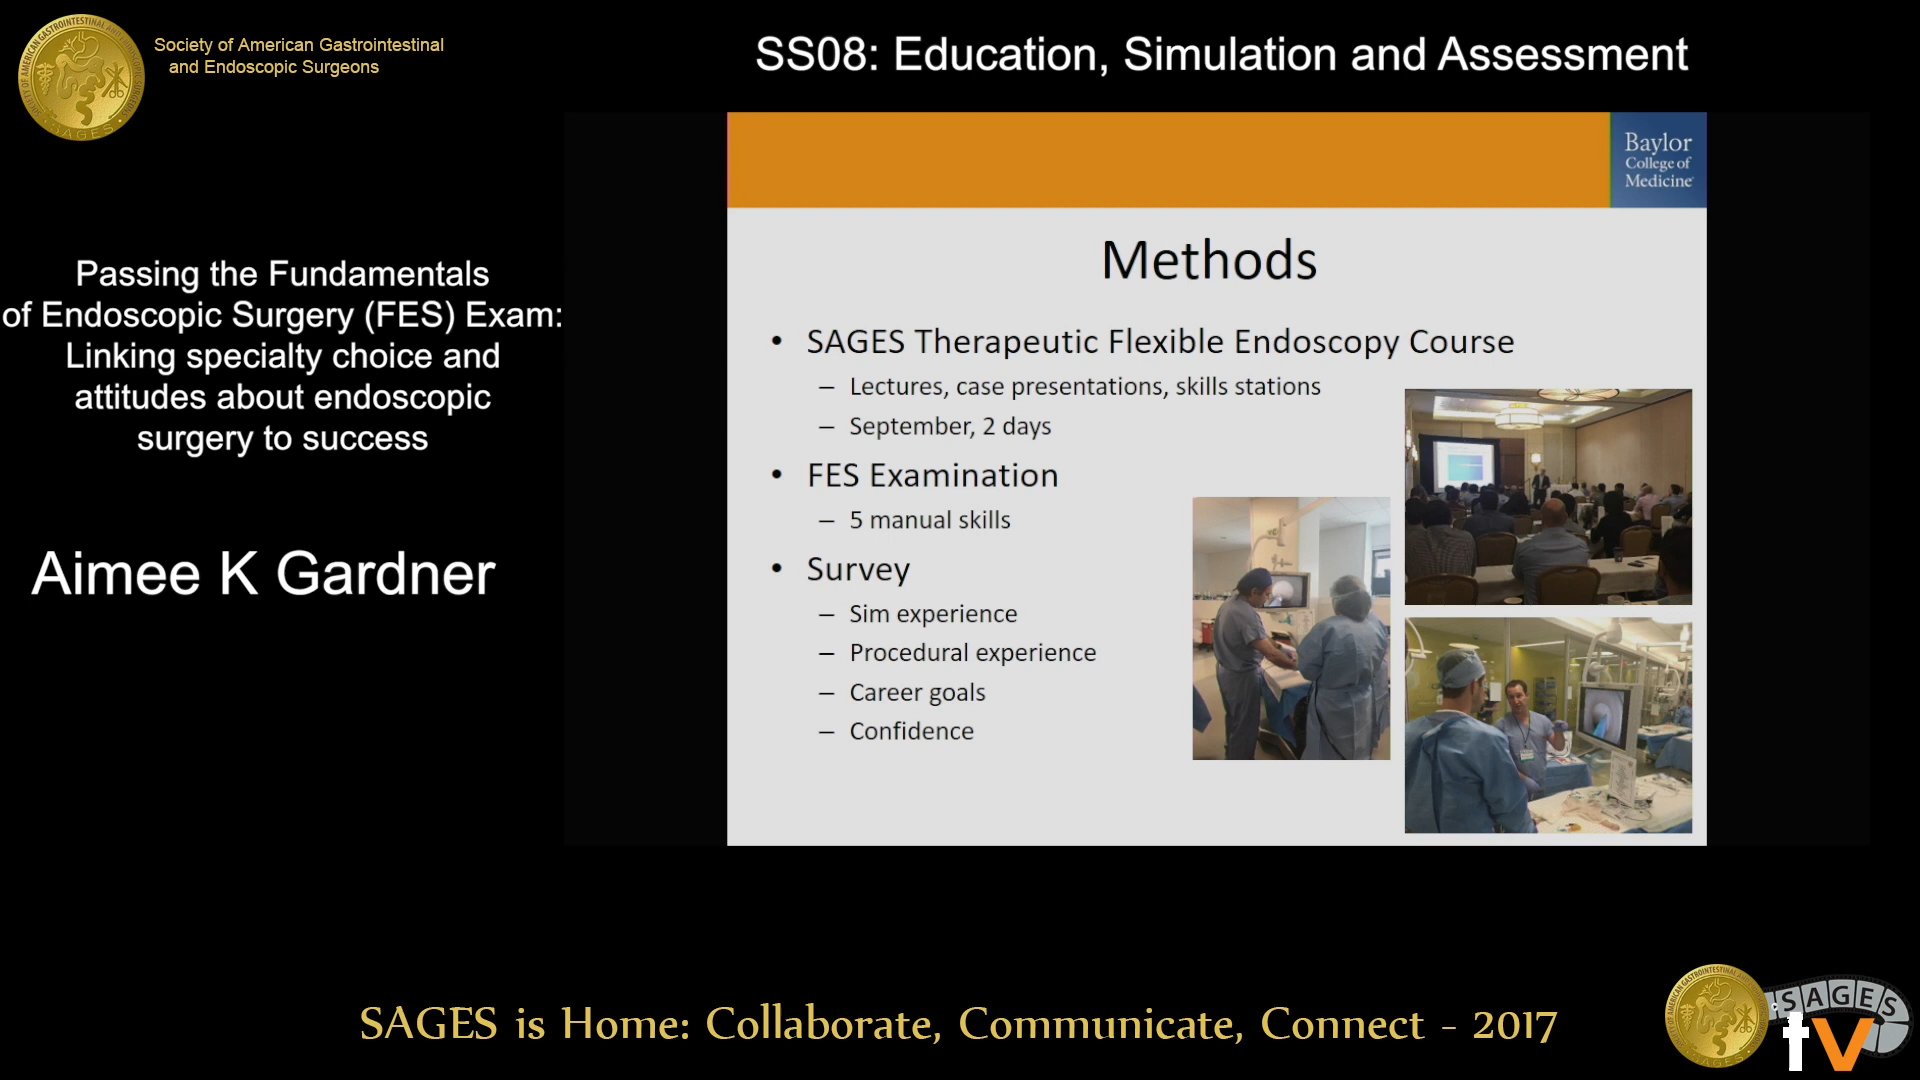 Society of American Gastrointestinal
and Endoscopic Surgeons
SS08: Education, Simulation and Assessment
Baylor
College of
Medicine
Passing the Fundamentals
of Endoscopic Surgery (FES) Exam:
Linking specialty choice and
attitudes about endoscopic
surgery to success
Aimee K Gardner
Methods
• SAGES Therapeutic Flexible Endoscopy Course
– Lectures, case presentations, skills stations
– September, 2 days
• FES Examination
– 5 manual skills
• Survey
– Sim experience
– Procedural experience
– Career goals
– Confidence
SAGES is Home: Collaborate, Communicate, Connect - 2017
SAGES
tv